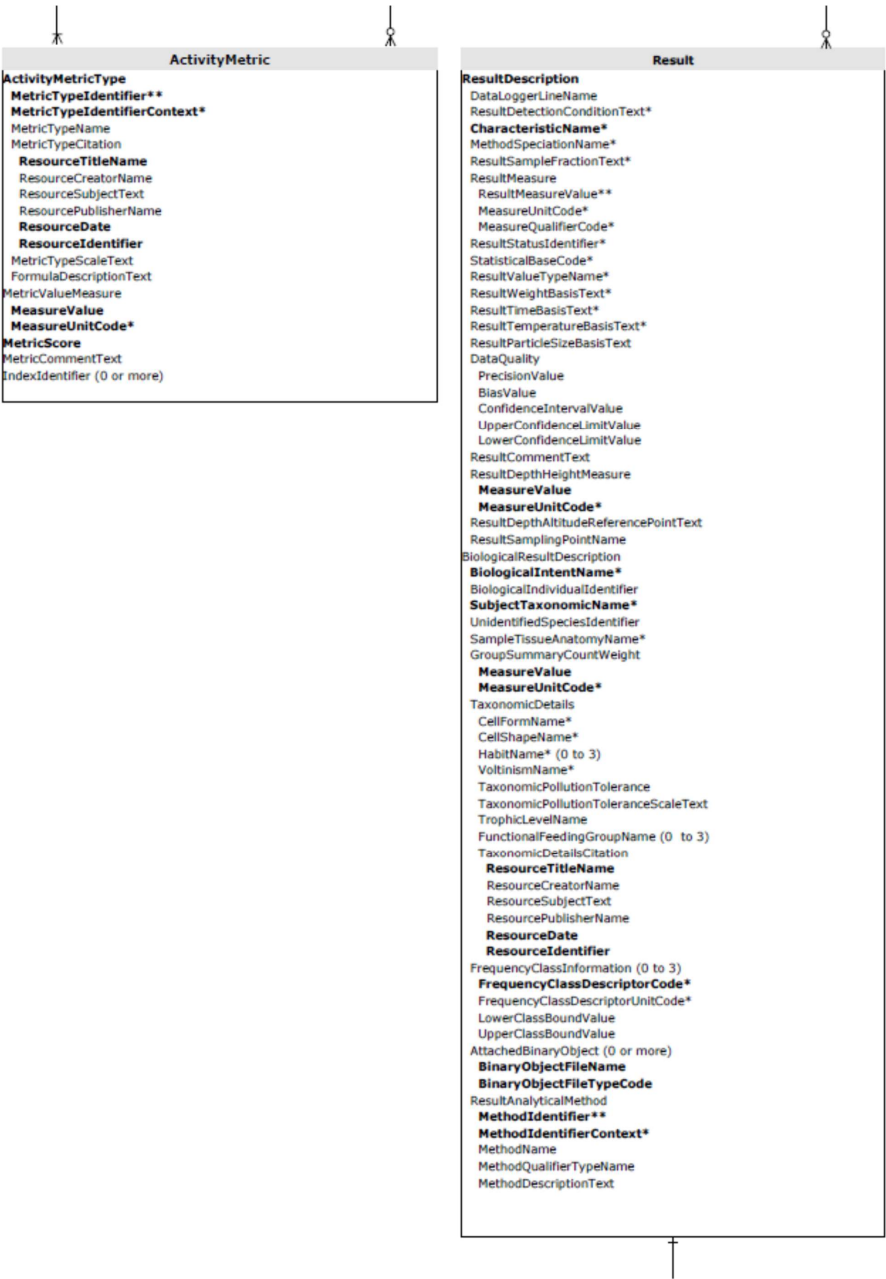 ActivityMetric
ActivityMetricType
MetricTypeIdentifier**
MetricTypeIdentifierContext*
MetricTypeName
MetricTypeCitation
ResourceTitleName
ResourceCreatorName
ResourceSubjectText
ResourcePublisherName
ResourceDate
ResourceIdentifier
MetricTypeScaleText
FormulaDescriptionText
MetricValueMeasure
MeasureValue
MeasureUnitCode*
MetricScore
MetricCommentText
IndexIdentifier (0 or more)
Result
ResultDescription
DataLoggerLineName
ResultDetectionConditionText*
CharacteristicName*
MethodSpeciationName*
ResultSampleFractionText*
ResultMeasure
ResultMeasureValue**
MeasureUnitCode*
MeasureQualifierCode*
ResultStatusIdentifier*
StatisticalBaseCode*
ResultValueTypeName*
ResultWeightBasisText*
ResultTimeBasisText*
ResultTemperatureBasisText*
ResultParticleSizeBasisText
DataQuality
PrecisionValue
BiasValue
ConfidenceIntervalValue
UpperConfidenceLimitValue
LowerConfidenceLimitValue
ResultCommentText
ResultDepthHeightMeasure
MeasureValue
MeasureUnitCode*
ResultDepthAltitudeReferencePointText
ResultSamplingPointName
BiologicalResultDescription
BiologicalIntentName*
BiologicalIndividualIdentifier
SubjectTaxonomicName*
UnidentifiedSpeciesIdentifier
SampleTissueAnatomyName*
GroupSummaryCountWeight
MeasureValue
MeasureUnitCode*
TaxonomicDetails
CellFormName*
CellShapeName*
HabitName* (0 to 3)
VoltinismName*
TaxonomicPollutionTolerance
TaxonomicPollutionToleranceScaleText
TrophicLevelName
FunctionalFeedingGroupName (0 to 3)
TaxonomicDetailsCitation
ResourceTitleName
ResourceCreatorName
ResourceSubjectText
ResourcePublisherName
ResourceDate
ResourceIdentifier
FrequencyClassInformation (0 to 3)
FrequencyClassDescriptorCode*
FrequencyClassDescriptorUnitCode*
LowerClassBoundValue
UpperClassBoundValue
AttachedBinaryObject (0 or more)
BinaryObjectFileName
BinaryObjectFileTypeCode
ResultAnalyticalMethod
MethodIdentifier**
MethodIdentifierContext*
MethodName
MethodQualifierTypeName
MethodDescriptionText